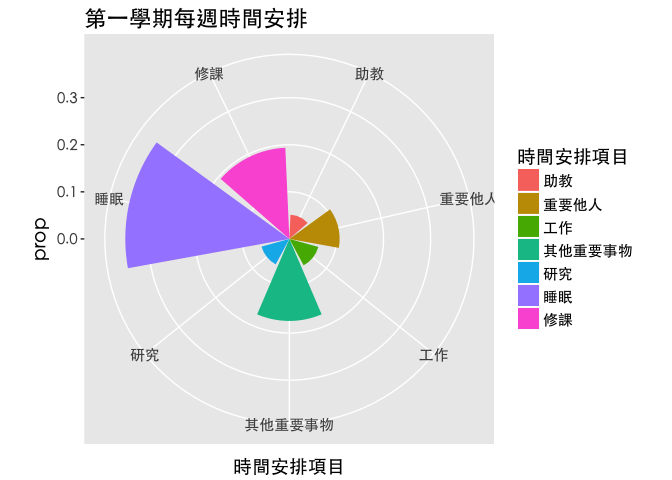 第一學期每週時間安排
修課
助教
0.3
0.2
0.1
0.0
睡眠
重要他人
prop
研究
工作
其他重要事物
時間安排項目
時間安排項目
助教
重要他人
工作
其他重要事物
研究
睡眠
修課